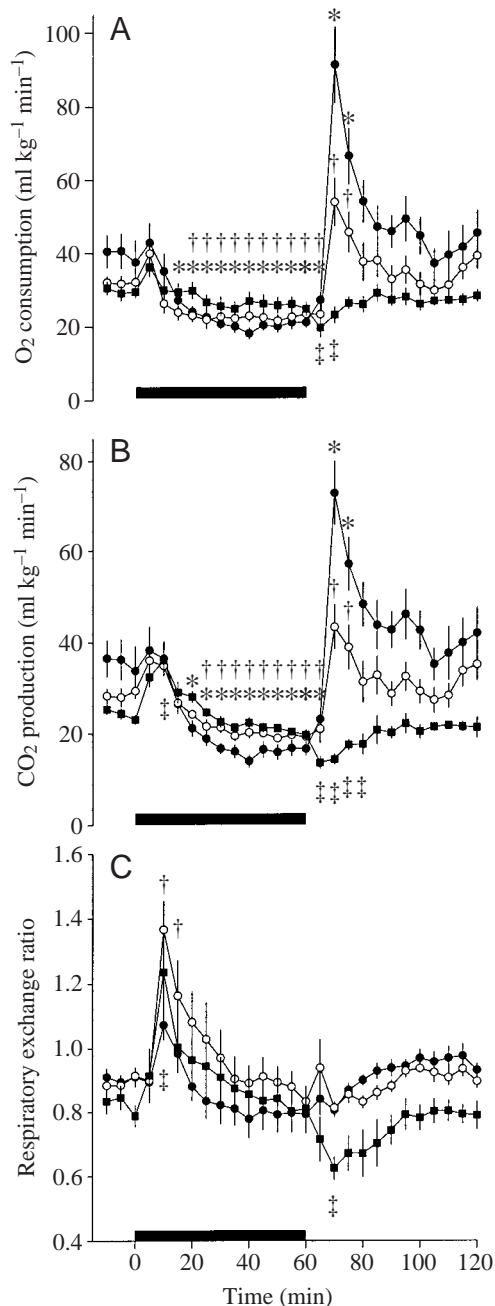 A
O₂ consumption (ml kg⁻¹ min⁻¹)
100
80
60
40
20
0
*
*
†
†
† † † † † † † † † †
* * * * * * * * * * *
‡ ‡
B
CO₂ production (ml kg⁻¹ min⁻¹)
80
60
40
20
0
*
*
†
†
† † † † † † † † †
* * * * * * * * * *
‡
‡ ‡ ‡ ‡
C
Respiratory exchange ratio
1.6
1.4
1.2
1.0
0.8
0.6
0.4
†
†
‡
‡
0 20 40 60 80 100 120
Time (min)